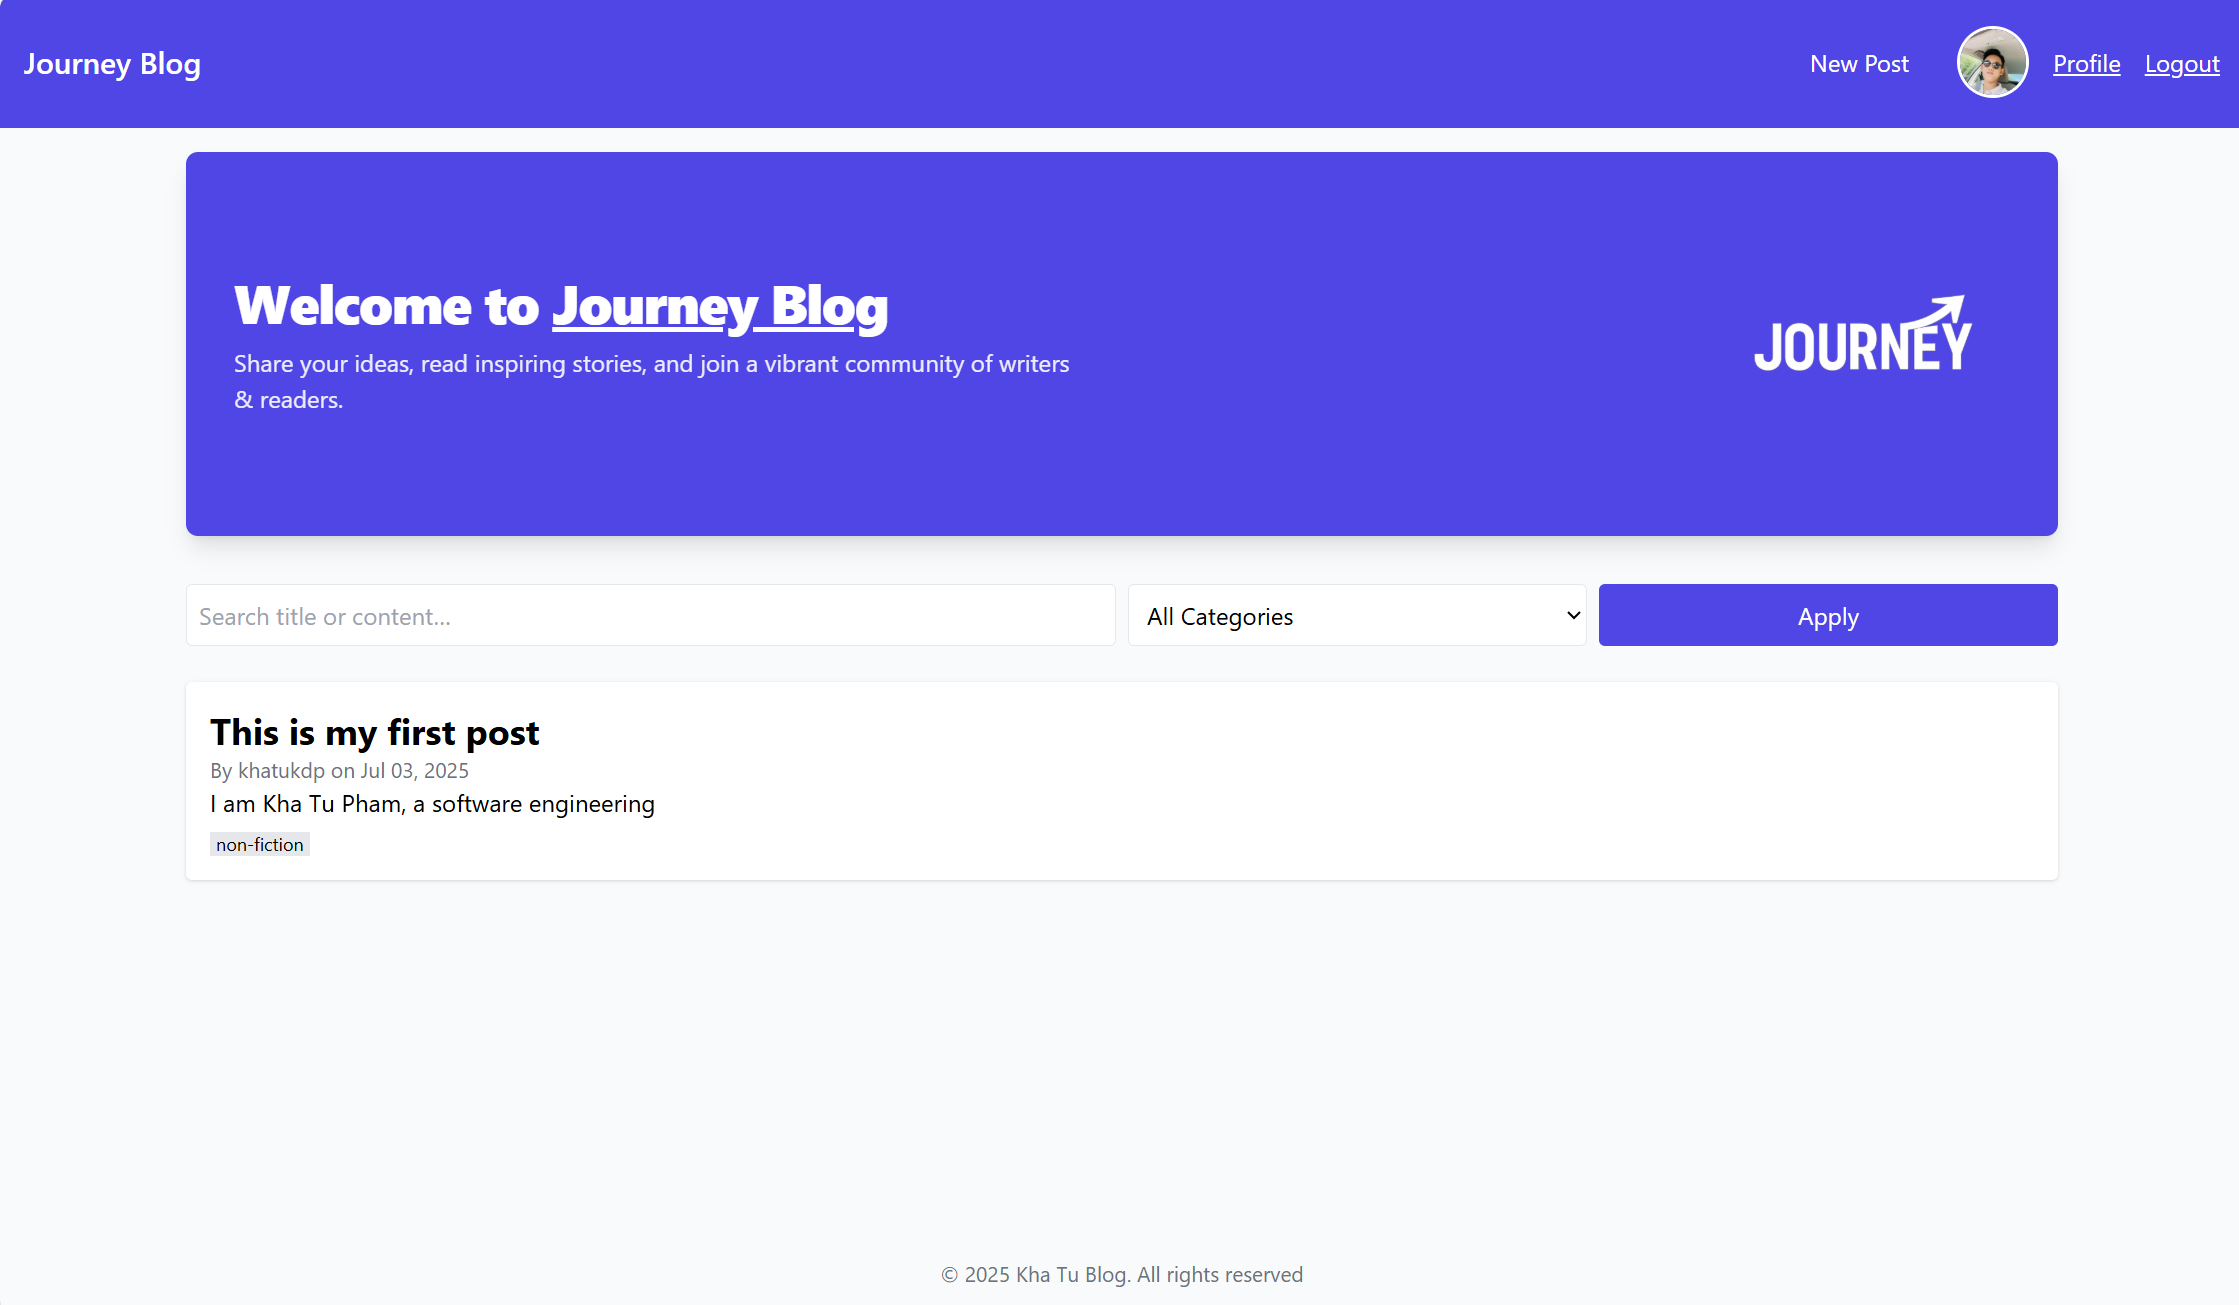 Journey Blog
New Post
Profile
Logout
Welcome to Journey Blog
Share your ideas, read inspiring stories, and join a vibrant community of writers
& readers.
JOURNEY
Search title or content...
All Categories
Apply
This is my first post
By khatukdp on Jul 03, 2025
I am Kha Tu Pham, a software engineering
non-fiction
© 2025 Kha Tu Blog. All rights reserved